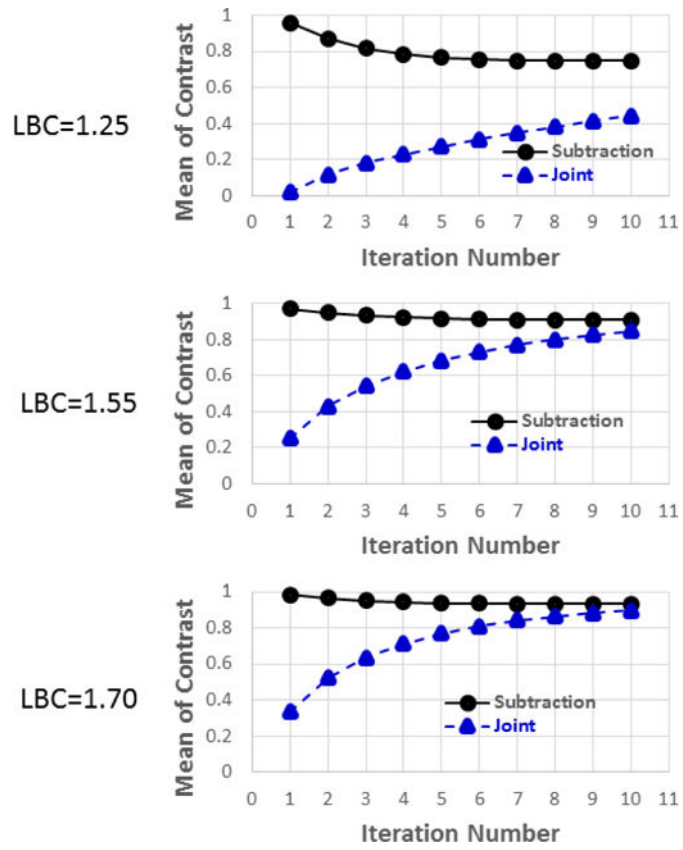 LBC=1.25
Mean of Contrast
1
0.8
0.6
0.4
0.2
0
Subtraction
Joint
0 1 2 3 4 5 6 7 8 9 10 11
Iteration Number
LBC=1.55
Mean of Contrast
1
0.8
0.6
0.4
0.2
0
Subtraction
Joint
0 1 2 3 4 5 6 7 8 9 10 11
Iteration Number
LBC=1.70
Mean of Contrast
1
0.8
0.6
0.4
0.2
0
Subtraction
Joint
0 1 2 3 4 5 6 7 8 9 10 11
Iteration Number